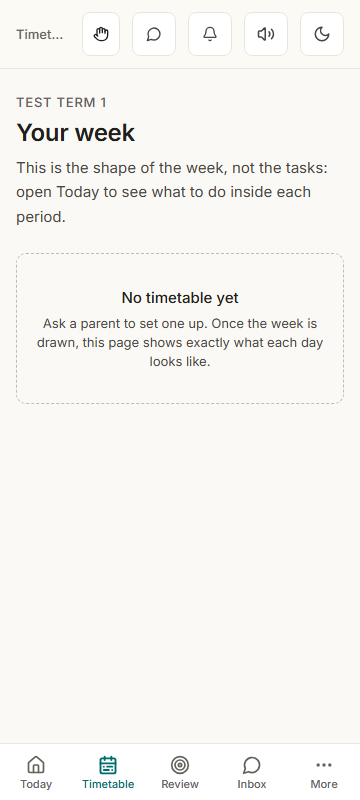 Timet...
TEST TERM 1
Your week
This is the shape of the week, not the tasks:
open Today to see what to do inside each
period.
No timetable yet
Ask a parent to set one up. Once the week is
drawn, this page shows exactly what each day
looks like.
Today
Timetable
Review
Inbox
More